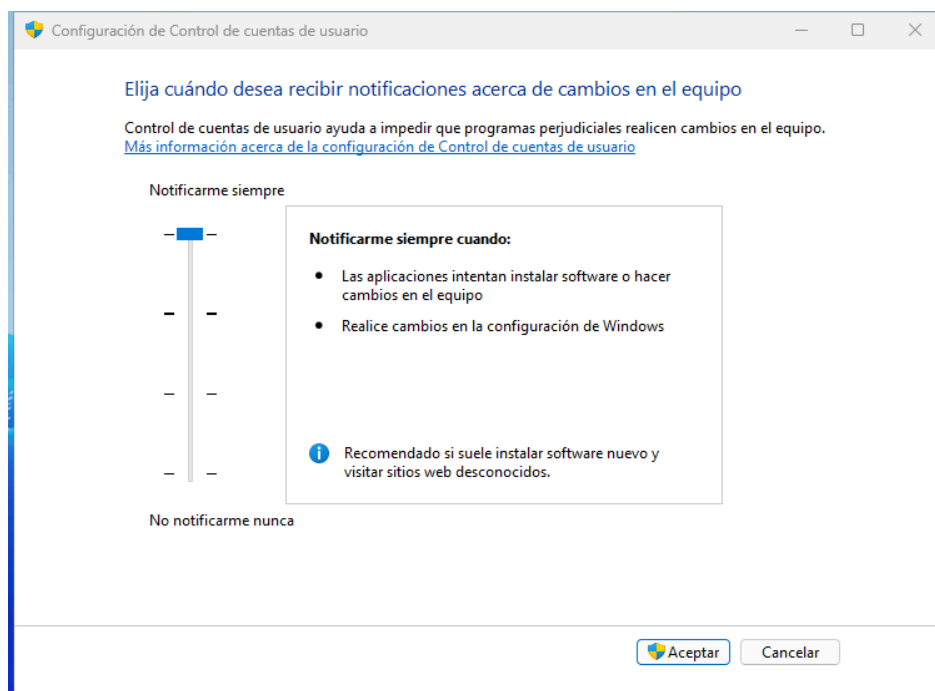 Configuración de Control de cuentas de usuario
Elija cuándo desea recibir notificaciones acerca de cambios en el equipo
Control de cuentas de usuario ayuda a impedir que programas perjudiciales realicen cambios en el equipo.
Más información acerca de la configuración de Control de cuentas de usuario
Notificarme siempre
Notificarme siempre cuando:
Las aplicaciones intentan instalar software o hacer
cambios en el equipo
Realice cambios en la configuración de Windows
Recomendado si suele instalar software nuevo y
visitar sitios web desconocidos.
No notificarme nunca
Aceptar
Cancelar